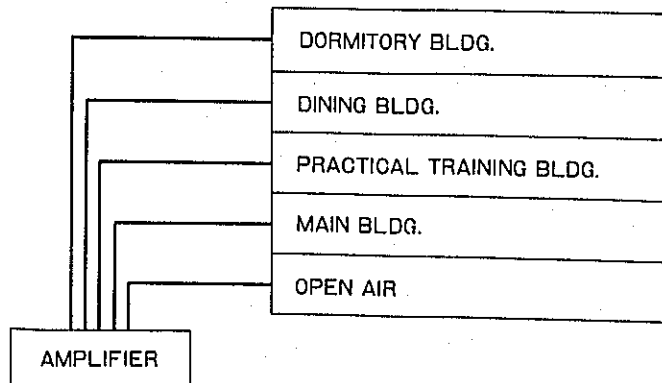 DORMITORY BLDG.
DINING BLDG.
PRACTICAL TRAINING BLDG.
MAIN BLDG.
OPEN AIR
AMPLIFIER